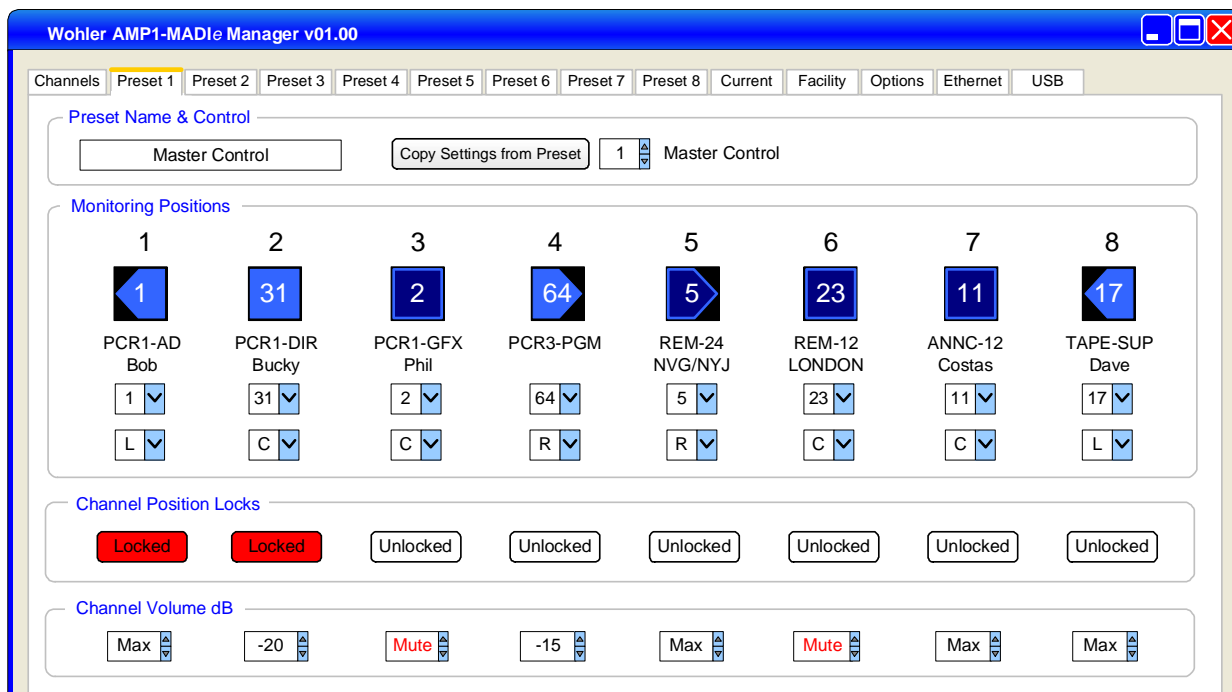 Wohler AMP1-MADIe Manager v01.00
Channels Preset 1 Preset 2 Preset 3 Preset 4 Preset 5 Preset 6 Preset 7 Preset 8 Current Facility Options Ethernet USB
Preset Name & Control
Master Control Copy Settings from Preset 1 Master Control
Monitoring Positions
1 2 3 4 5 6 7 8
1 31 2 64 5 23 11 17
PCR1-AD PCR1-DIR PCR1-GFX PCR3-PGM REM-24 REM-12 ANNC-12 TAPE-SUP
Bob Bucky Phil NVG/NYJ LONDON Costas Dave
1 31 2 64 5 23 11 17
L C C R R C C L
Channel Position Locks
Locked Locked Unlocked Unlocked Unlocked Unlocked Unlocked Unlocked
Channel Volume dB
Max -20 Mute -15 Max Mute Max Max